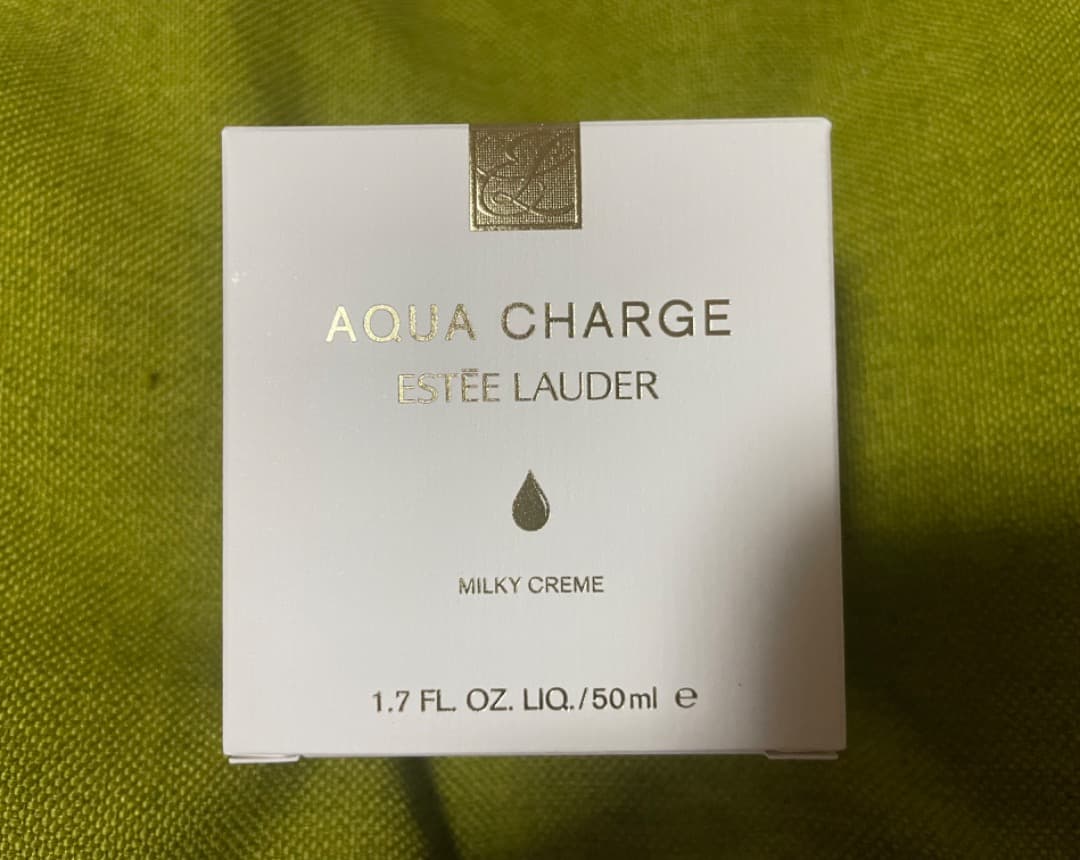 AQUA CHARGE
ESTĒE LAUDER
MILKY CREME
1.7 FL. OZ. LIQ./50ml ℮